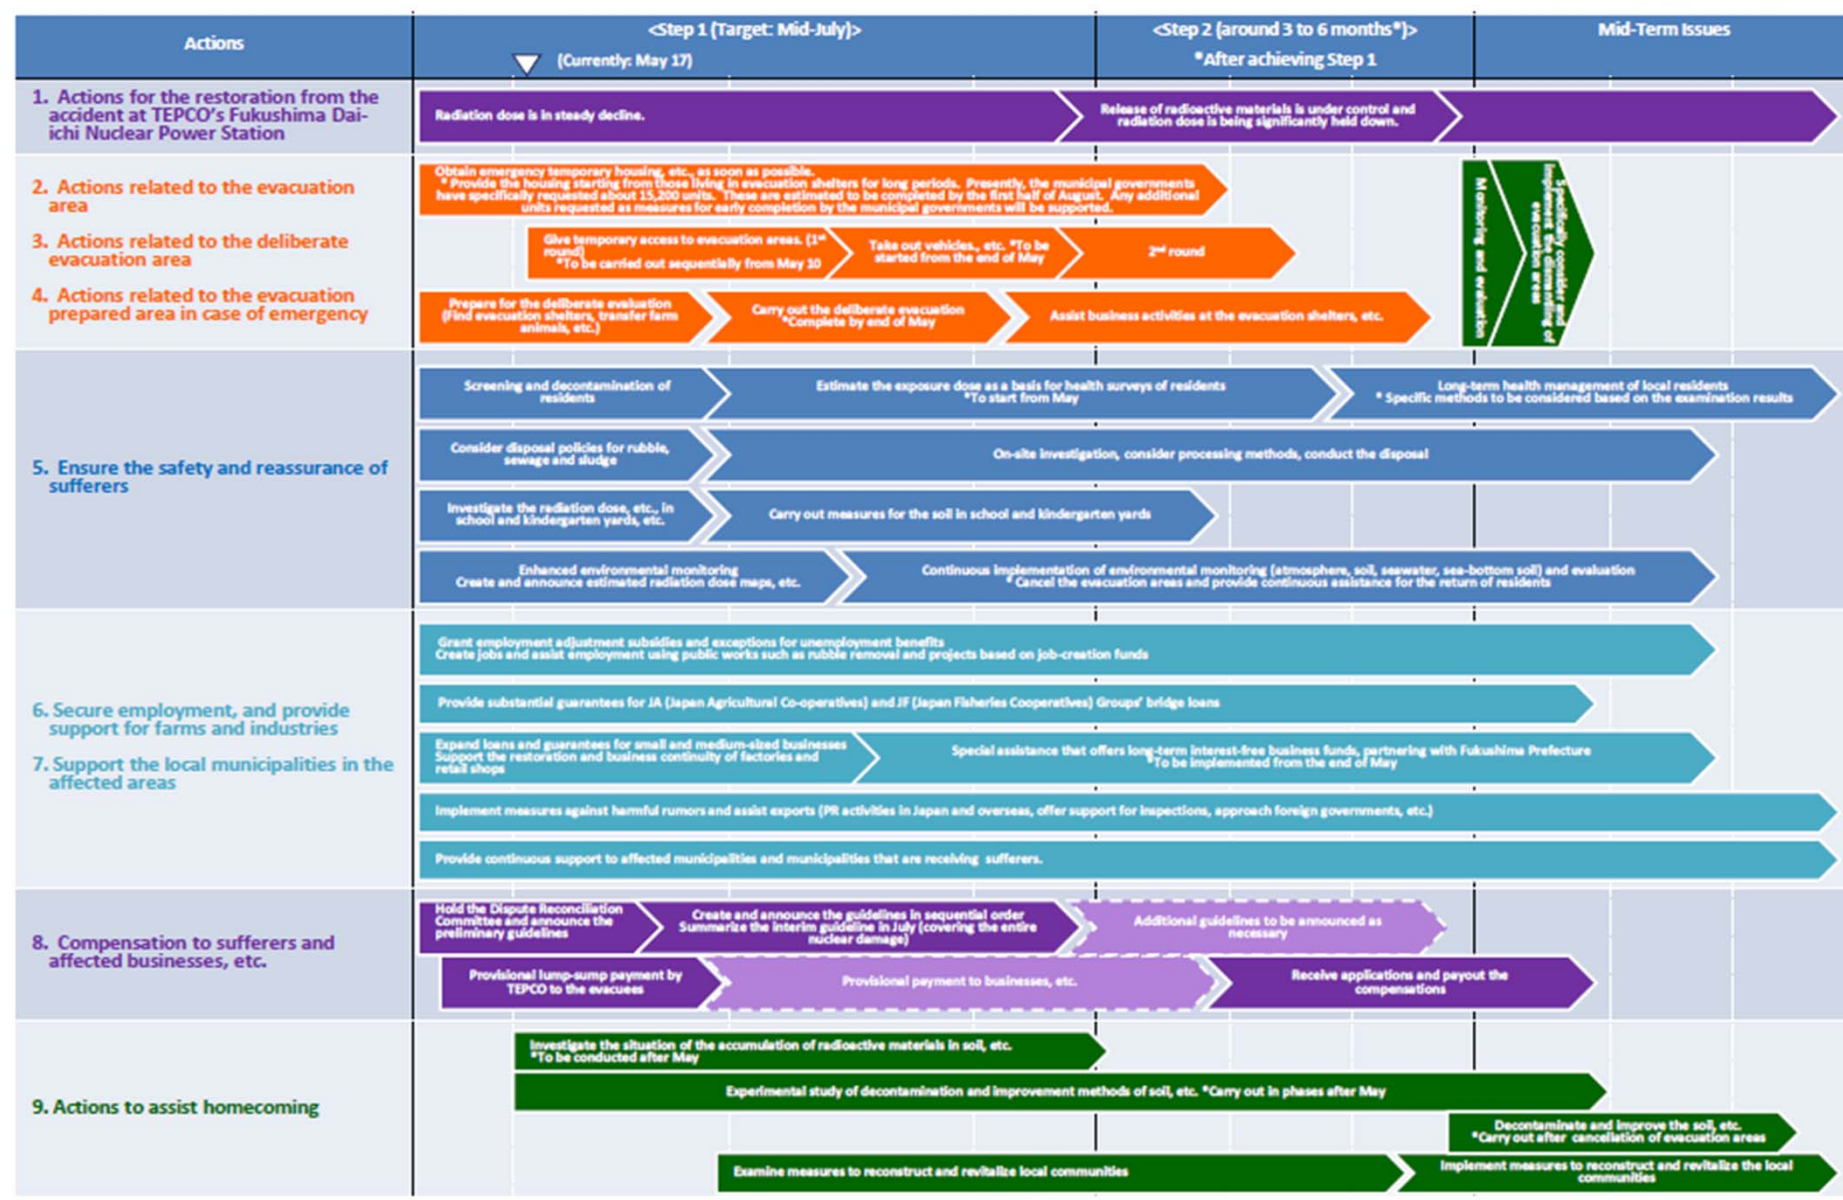 Actions
<Step 1 (Target: Mid-July)>
(Currently: May 17)
<Step 2 (around 3 to 6 months*)>
*After achieving Step 1
Mid-Term Issues
1. Actions for the restoration from the
accident at TEPCO's Fukushima Dai-
ichi Nuclear Power Station
Radiation dose is in steady decline.
Release of radioactive materials is under control and
radiation dose is being significantly held down.
2. Actions related to the evacuation
area
3. Actions related to the deliberate
evacuation area
4. Actions related to the evacuation
prepared area in case of emergency
Obtain emergency temporary housing, etc., as soon as possible.
* Provide the housing starting from those living in evacuation shelters for long periods. Presently, the municipal governments
have specifically requested about 15,200 units. These are estimated to be completed by the first half of August. Any additional
units requested as measures for early completion by the municipal governments will be supported.
Give temporary access to evacuation areas. (1st
round)
*To be carried out sequentially from May 10
Take out vehicles., etc. *To be
started from the end of May
2nd round
Prepare for the deliberate evaluation
(Find evacuation shelters, transfer farm
animals, etc.)
Carry out the deliberate evacuation
*Complete by end of May
Assist business activities at the evacuation shelters, etc.
Monitoring and evaluation
Specifically consider and
implement the dismantling of
evacuation areas
5. Ensure the safety and reassurance of
sufferers
Screening and decontamination of
residents
Estimate the exposure dose as a basis for health surveys of residents
*To start from May
Long-term health management of local residents
* Specific methods to be considered based on the examination results
Consider disposal policies for rubble,
sewage and sludge
On-site investigation, consider processing methods, conduct the disposal
Investigate the radiation dose, etc., in
school and kindergarten yards, etc.
Carry out measures for the soil in school and kindergarten yards
Enhanced environmental monitoring
Create and announce estimated radiation dose maps, etc.
Continuous implementation of environmental monitoring (atmosphere, soil, seawater, sea-bottom soil) and evaluation
* Cancel the evacuation areas and provide continuous assistance for the return of residents
6. Secure employment, and provide
support for farms and industries
7. Support the local municipalities in the
affected areas
Grant employment adjustment subsidies and exceptions for unemployment benefits
Create jobs and assist employment using public works such as rubble removal and projects based on job-creation funds
Provide substantial guarantees for JA (Japan Agricultural Co-operatives) and JF (Japan Fisheries Cooperatives) Groups' bridge loans
Expand loans and guarantees for small and medium-sized businesses
Support the restoration and business continuity of factories and
retail shops
Special assistance that offers long-term interest-free business funds, partnering with Fukushima Prefecture
*To be implemented from the end of May
Implement measures against harmful rumors and assist exports (PR activities in Japan and overseas, offer support for inspections, approach foreign governments, etc.)
Provide continuous support to affected municipalities and municipalities that are receiving sufferers.
8. Compensation to sufferers and
affected businesses, etc.
Hold the Dispute Reconciliation
Committee and announce the
preliminary guidelines
Create and announce the guidelines in sequential order
Summarize the interim guideline in July (covering the entire
nuclear damage)
Additional guidelines to be announced as
necessary
Provisional lump-sump payment by
TEPCO to the evacuees
Provisional payment to businesses, etc.
Receive applications and payout the
compensations
9. Actions to assist homecoming
Investigate the situation of the accumulation of radioactive materials in soil, etc.
*To be conducted after May
Experimental study of decontamination and improvement methods of soil, etc. *Carry out in phases after May
Decontaminate and improve the soil, etc.
*Carry out after cancellation of evacuation areas
Examine measures to reconstruct and revitalize local communities
Implement measures to reconstruct and revitalize the local
communities